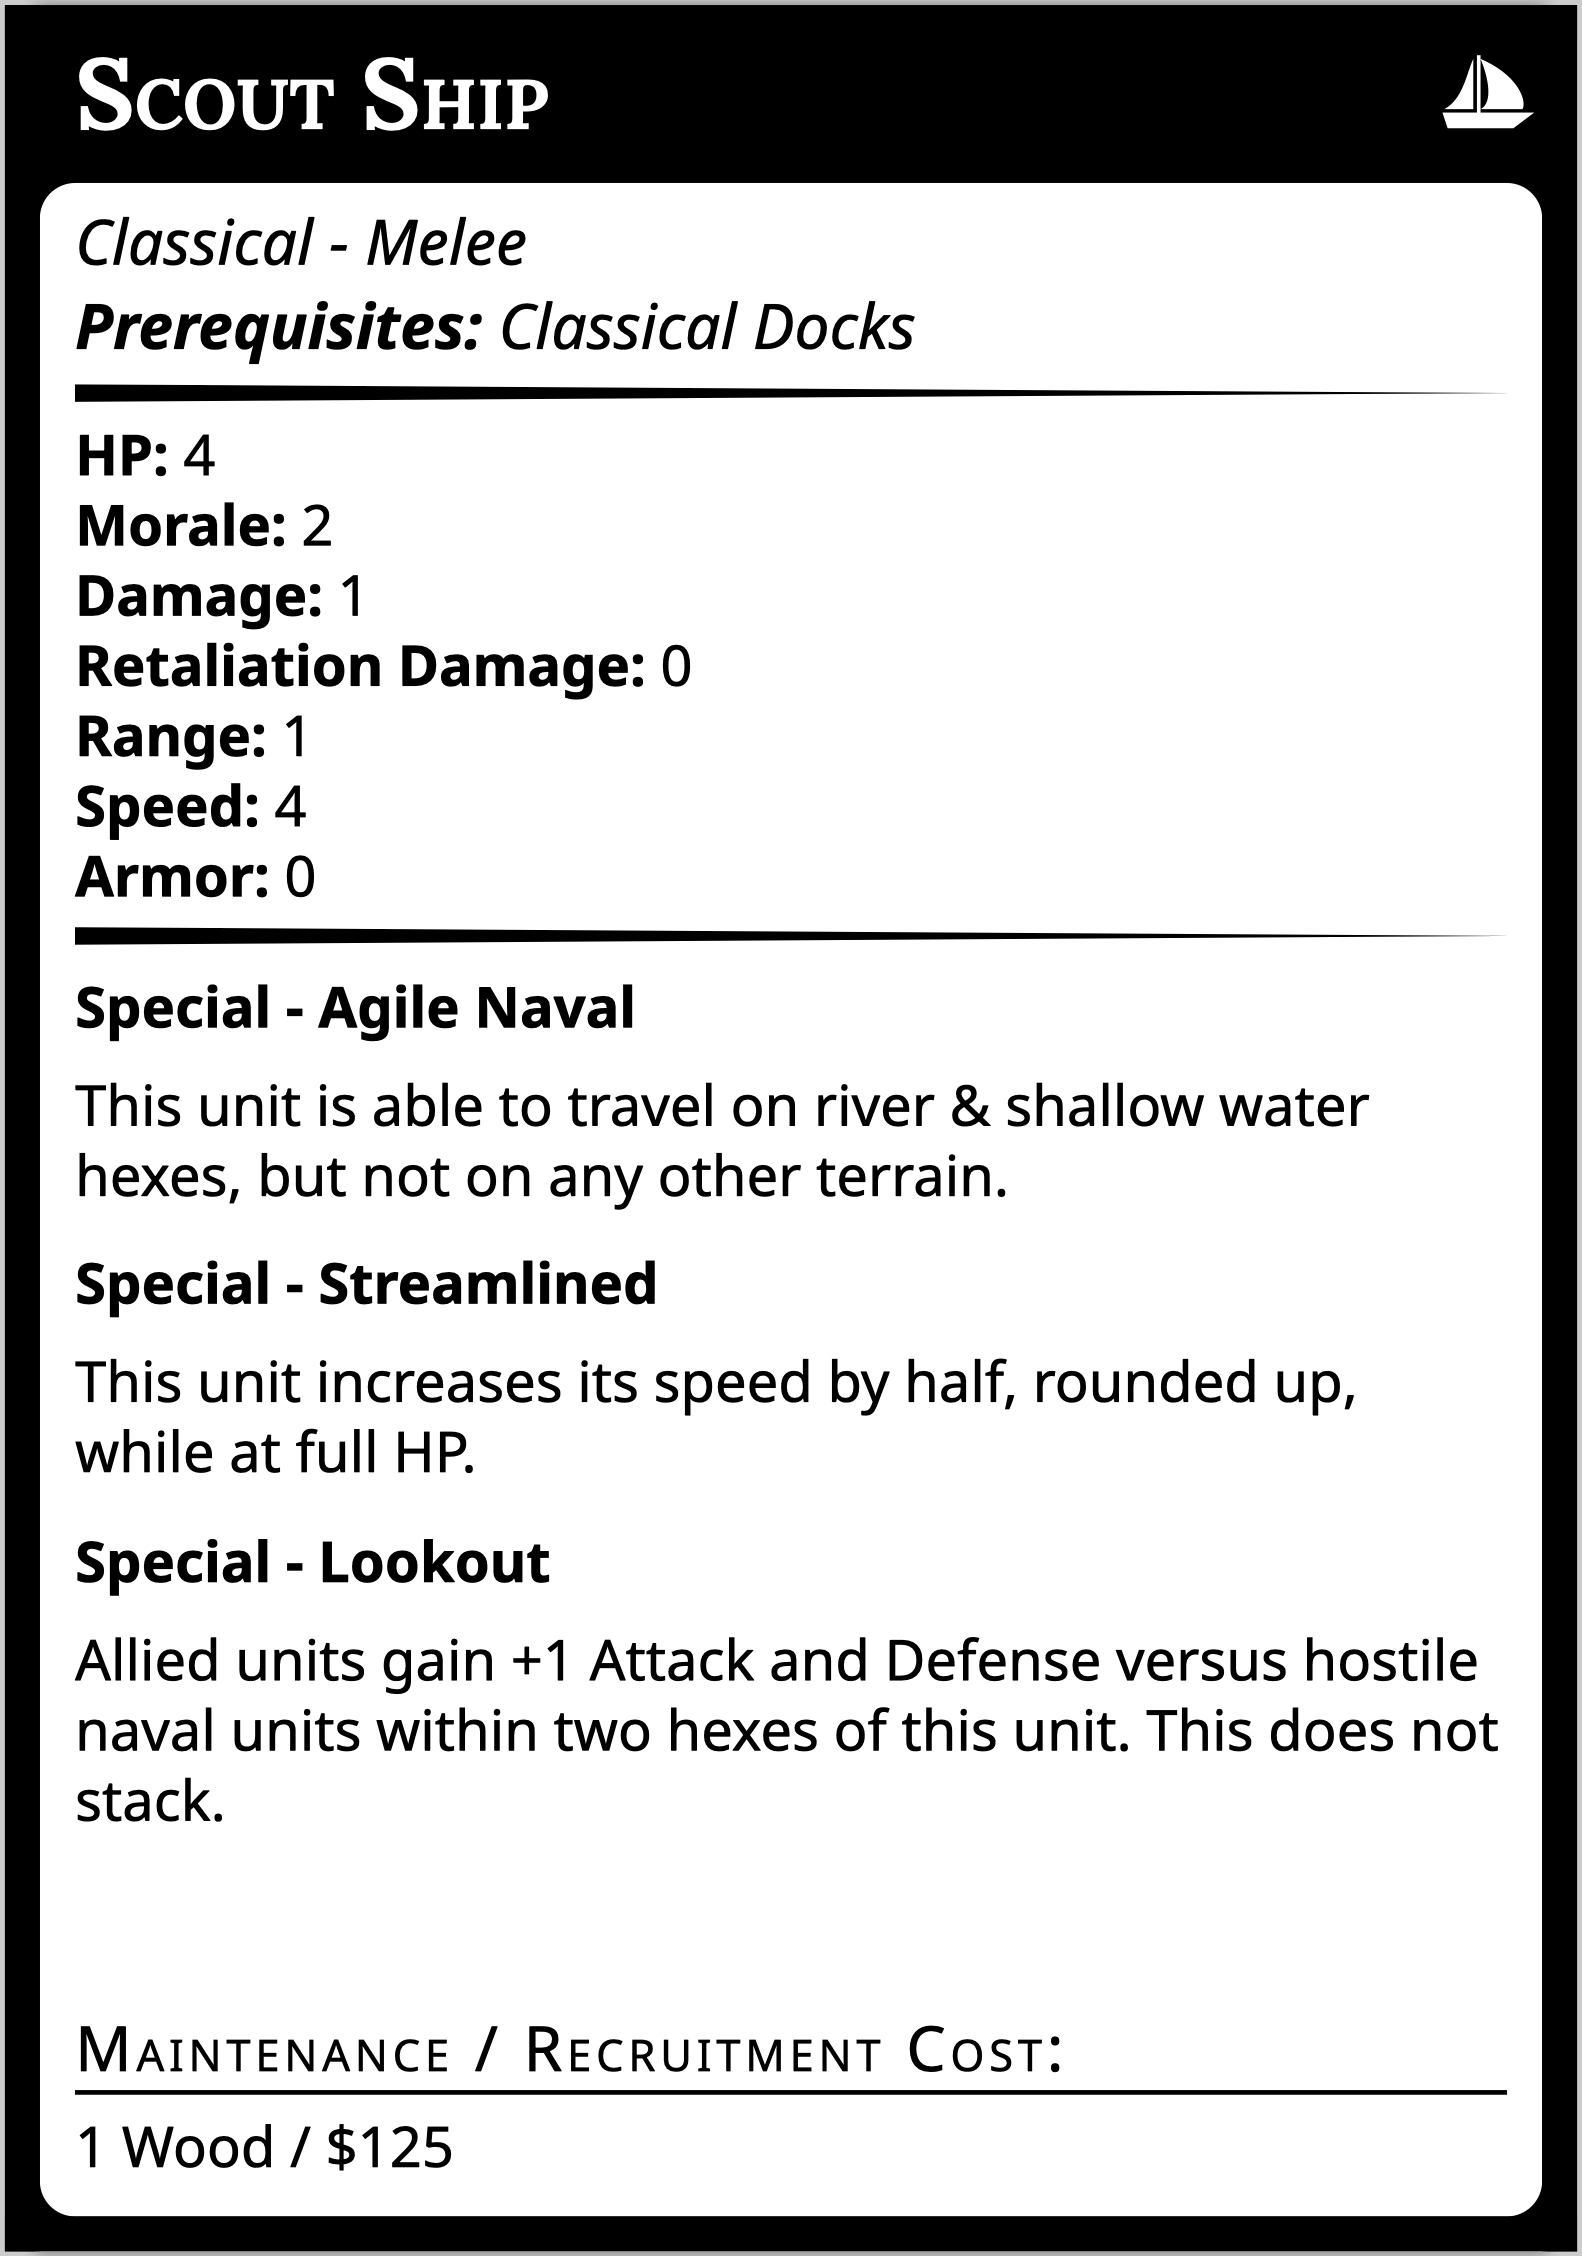 Scout Ship
Classical - Melee
Prerequisites: Classical Docks
HP: 4
Morale: 2
Damage: 1
Retaliation Damage: 0
Range: 1
Speed: 4
Armor: 0
Special - Agile Naval
This unit is able to travel on river & shallow water
hexes, but not on any other terrain.
Special - Streamlined
This unit increases its speed by half, rounded up,
while at full HP.
Special - Lookout
Allied units gain +1 Attack and Defense versus hostile
naval units within two hexes of this unit. This does not
stack.
Maintenance / Recruitment Cost:
1 Wood / $125